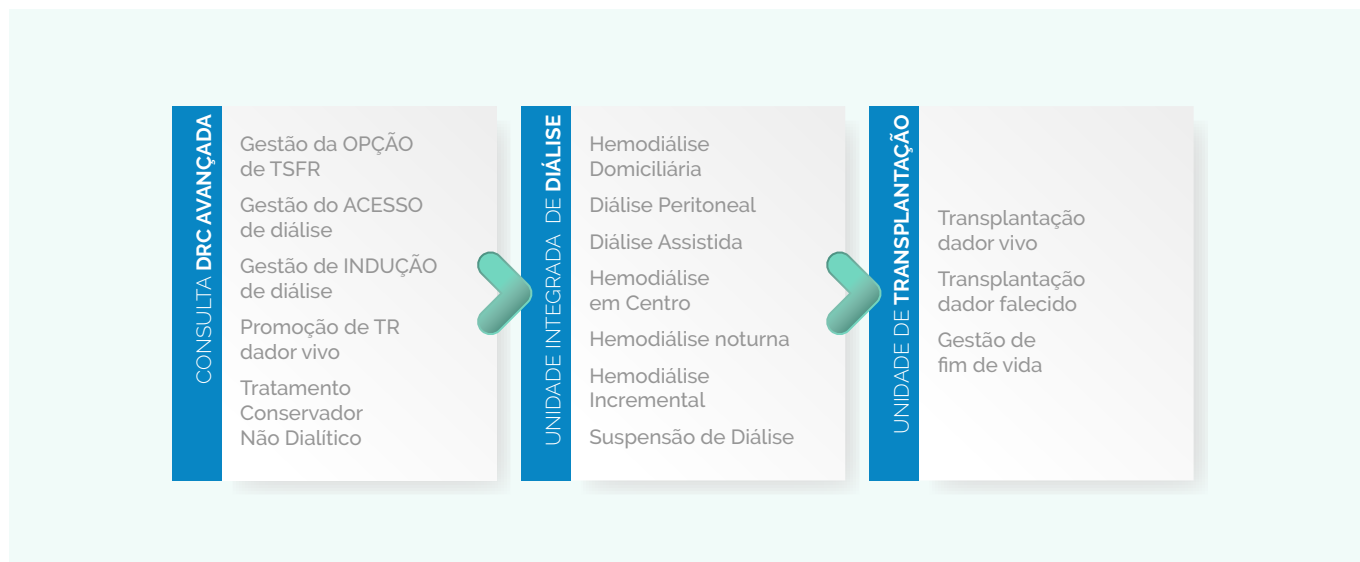 CONSULTA DRC AVANÇADA
Gestão da OPÇÃO
de TSFR
Gestão do ACESSO
de diálise
Gestão de INDUÇÃO
de diálise
Promoção de TR
dador vivo
Tratamento
Conservador
Não Dialítico
UNIDADE INTEGRADA DE DIÁLISE
Hemodiálise
Domiciliária
Diálise Peritoneal
Diálise Assistida
Hemodiálise
em Centro
Hemodiálise noturna
Hemodiálise
Incremental
Suspensão de Diálise
UNIDADE DE TRANSPLANTAÇÃO
Transplantação
dador vivo
Transplantação
dador falecido
Gestão de
fim de vida